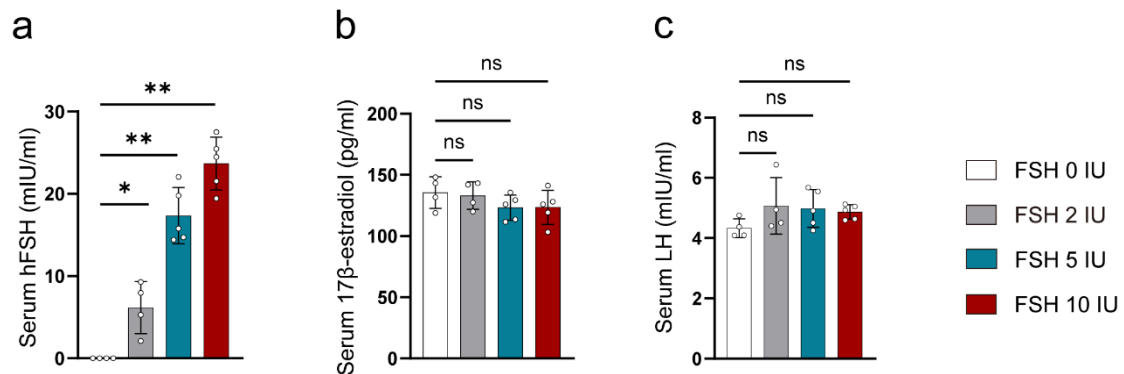 a
Serum hFSH (mIU/ml)
30
20
10
0
**
**
*
b
Serum 17β-estradiol (pg/ml)
200
150
100
50
0
ns
ns
ns
c
Serum LH (mIU/ml)
8
6
4
2
0
ns
ns
ns
FSH 0 IU
FSH 2 IU
FSH 5 IU
FSH 10 IU